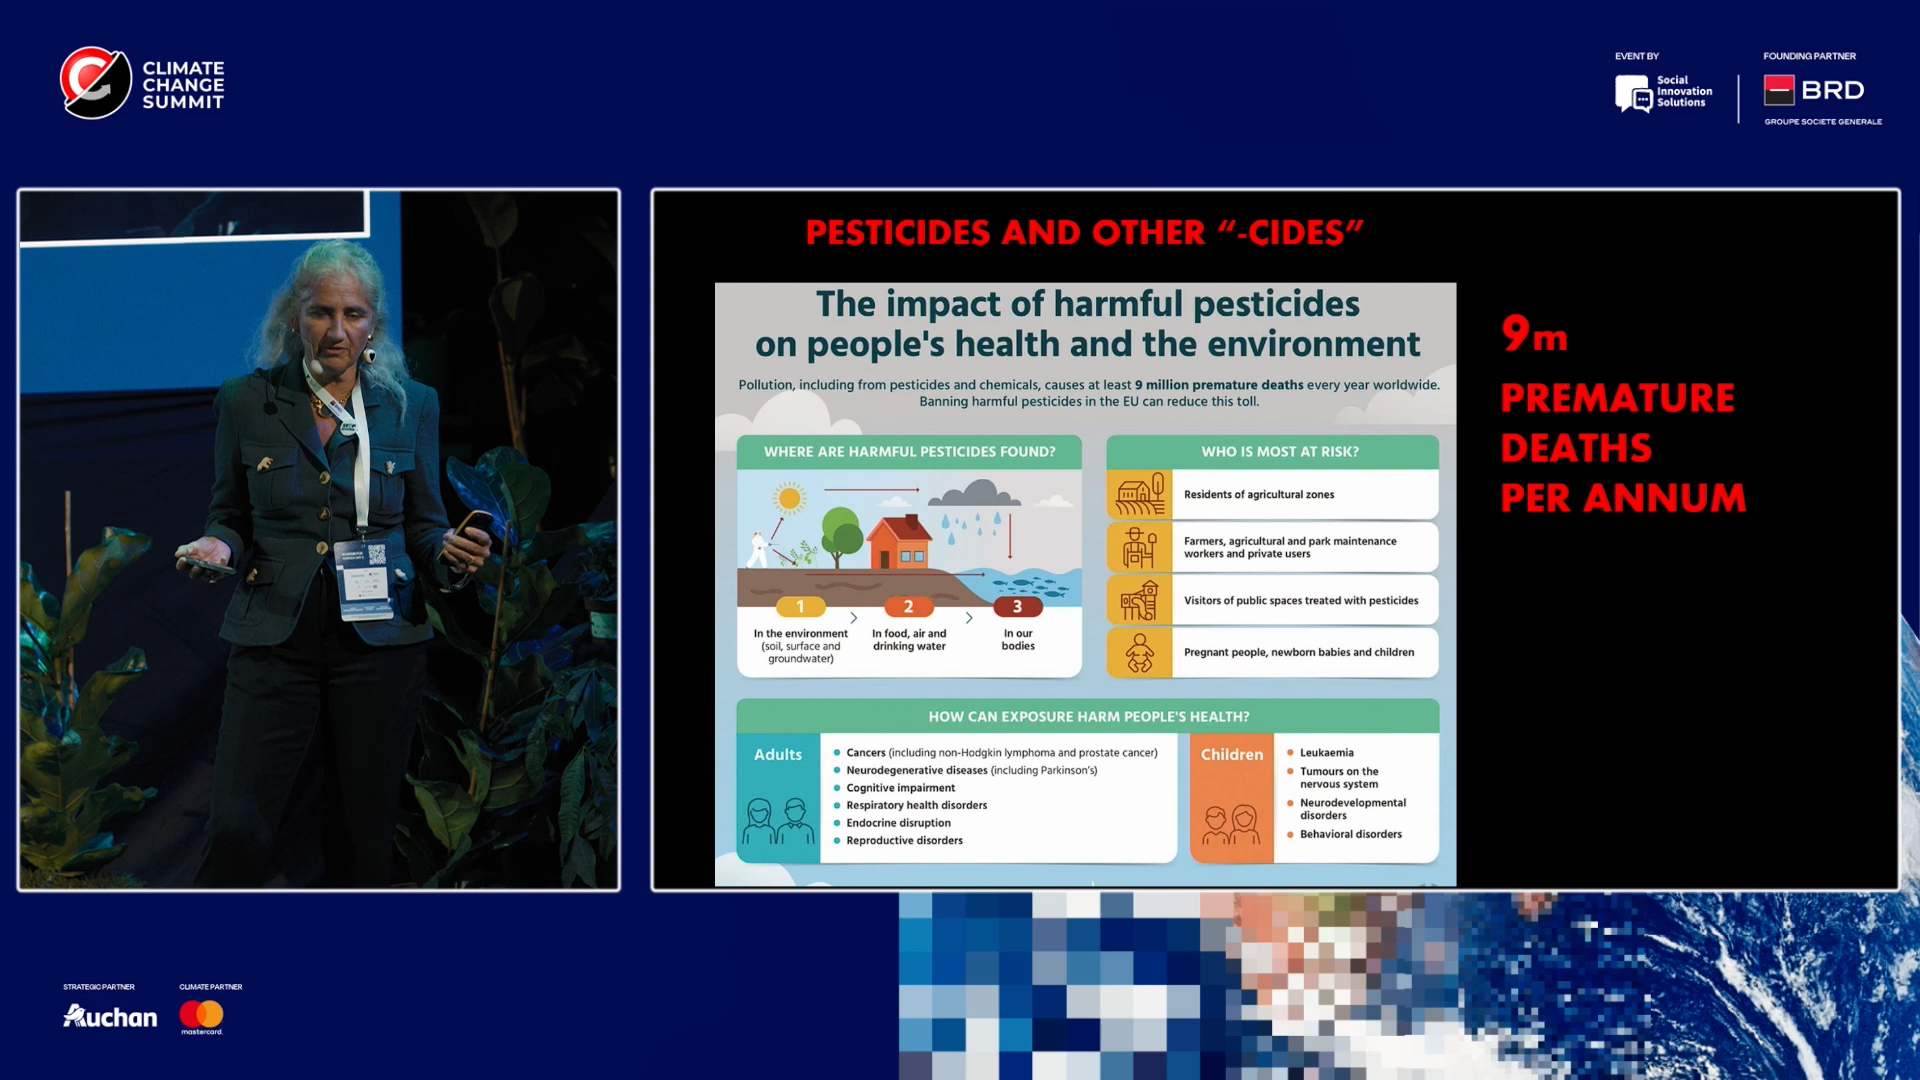 CLIMATE
CHANGE
SUMMIT
EVENT BY
Social
Innovation
Solutions
FOUNDING PARTNER
BRD
GROUPE SOCIETE GENERALE
PESTICIDES AND OTHER “-CIDES”
The impact of harmful pesticides
on people's health and the environment
Pollution, including from pesticides and chemicals, causes at least 9 million premature deaths every year worldwide.
Banning harmful pesticides in the EU can reduce this toll.
WHERE ARE HARMFUL PESTICIDES FOUND?
1
In the environment
(soil, surface and
groundwater)
2
In food, air and
drinking water
3
In our
bodies
WHO IS MOST AT RISK?
Residents of agricultural zones
Farmers, agricultural and park maintenance
workers and private users
Visitors of public spaces treated with pesticides
Pregnant people, newborn babies and children
HOW CAN EXPOSURE HARM PEOPLE'S HEALTH?
Adults
Cancers (including non-Hodgkin lymphoma and prostate cancer)
Neurodegenerative diseases (including Parkinson's)
Cognitive impairment
Respiratory health disorders
Endocrine disruption
Reproductive disorders
Children
Leukaemia
Tumours on the
nervous system
Neurodevelopmental
disorders
Behavioral disorders
9m
PREMATURE
DEATHS
PER ANNUM
STRATEGIC PARTNER
Auchan
CLIMATE PARTNER
mastercard.